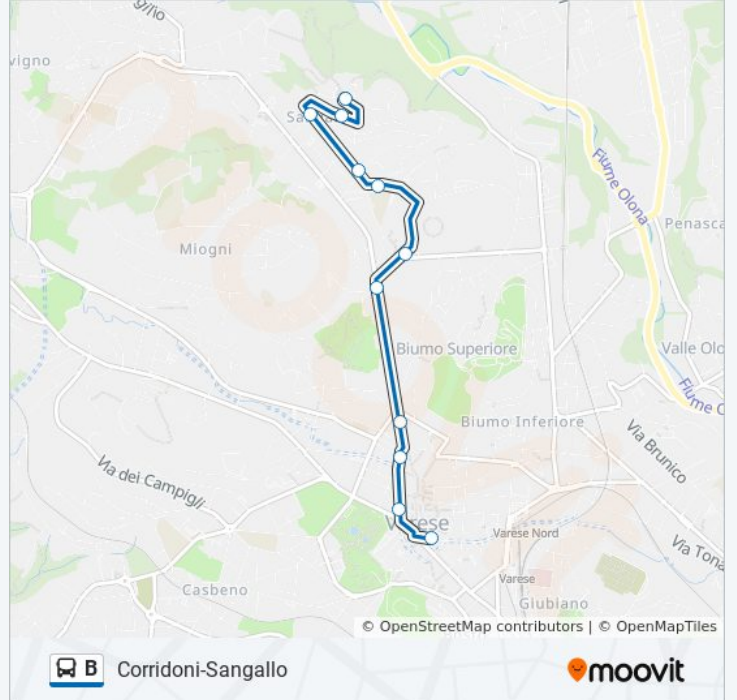 gilio
vigno
Sa
Fiume Olona
Penasca
Miogni
Biumo Superiore
Valle Olo
Fiume O
Biumo Inferiore
Via Brunico
Via dei Campigli
Varese
Varese Nord
Via Tona
Varese
Casbeno
Giubiano
© OpenStreetMap contributors | © OpenMapTiles
B Corridoni-Sangallo
moovit